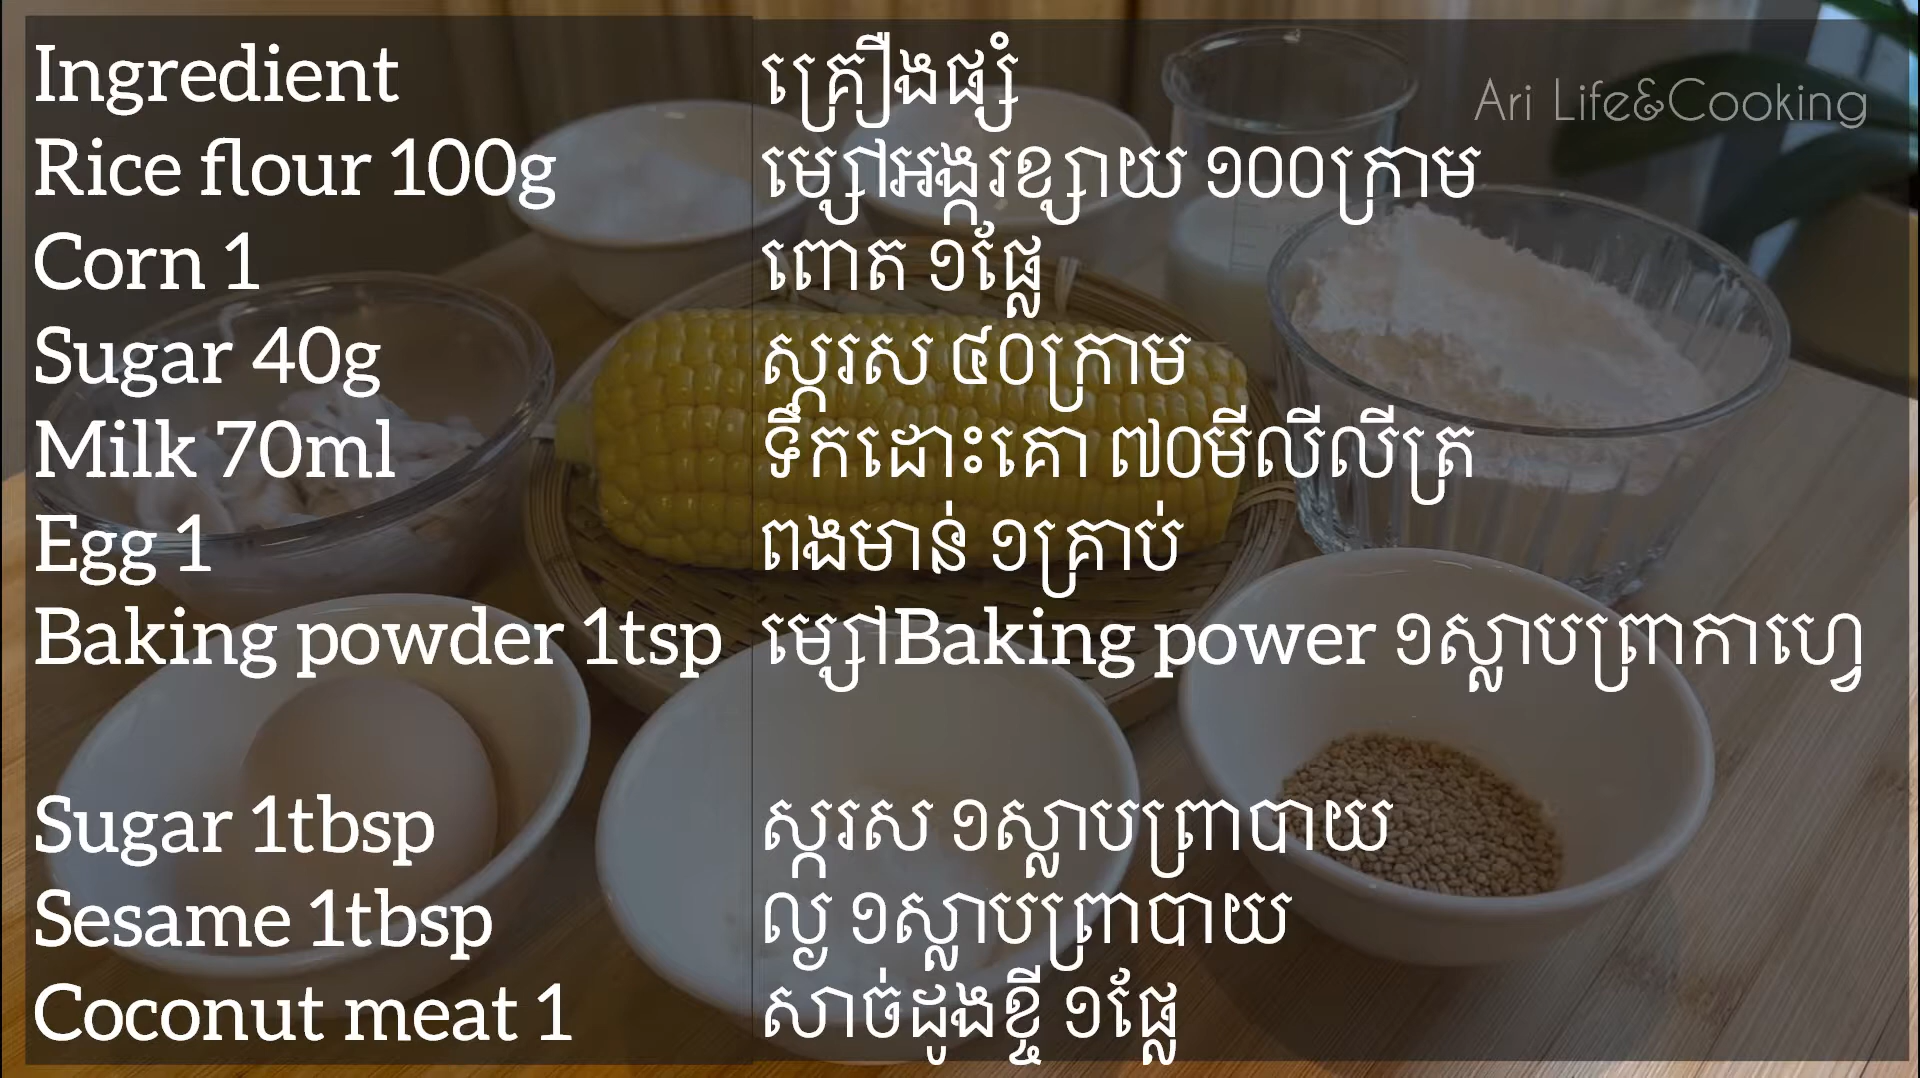 Ingredient
Rice flour 100g
Corn 1
Sugar 40g
Milk 70ml
Egg 1
Baking powder 1tsp
Sugar 1tbsp
Sesame 1tbsp
Coconut meat 1
គ្រឿងផ្សំ
ម្សៅអង្ករខ្សាយ ១០០ក្រាម
ពោត ១ផ្លែ
ស្ករស ៤០ក្រាម
ទឹកដោះគោ ៧០មីលីលីត្រ
ពងមាន់ ១គ្រាប់
ម្សៅBaking power ១ស្លាបព្រាកាហ្វេ
ស្ករស ១ស្លាបព្រាបាយ
ល្ង ១ស្លាបព្រាបាយ
សាច់ដូងខ្ទី ១ផ្លែ
Ari Life&Cooking